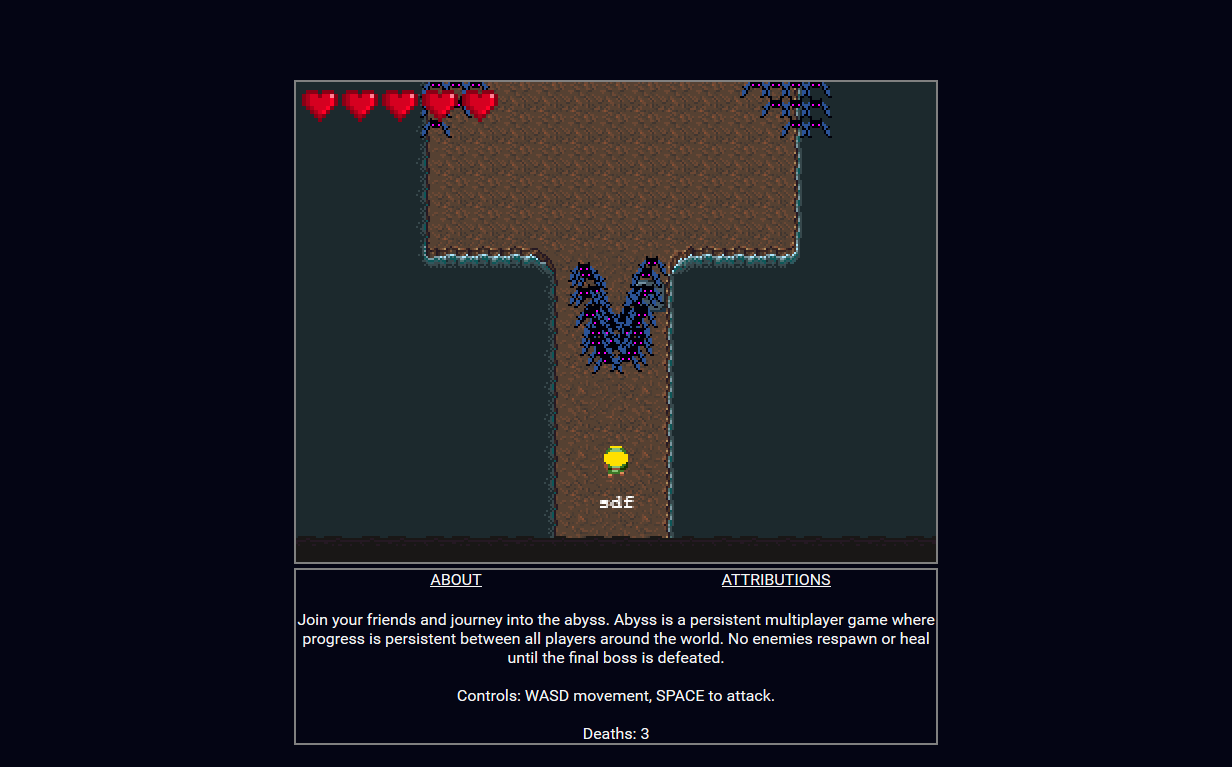 gdf
ABOUT
ATTRIBUTIONS
Join your friends and journey into the abyss. Abyss is a persistent multiplayer game where
progress is persistent between all players around the world. No enemies respawn or heal
until the final boss is defeated.
Controls: WASD movement, SPACE to attack.
Deaths: 3